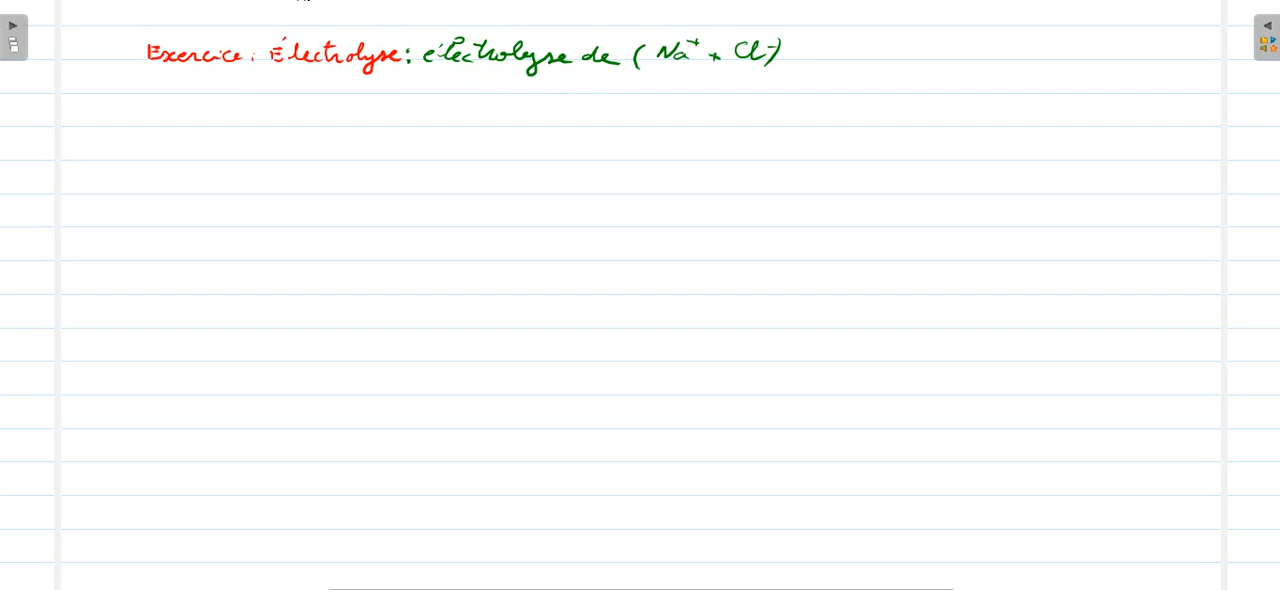 Exercice : Électrolyse : électrolyse de ( Na⁺ + Cl⁻)